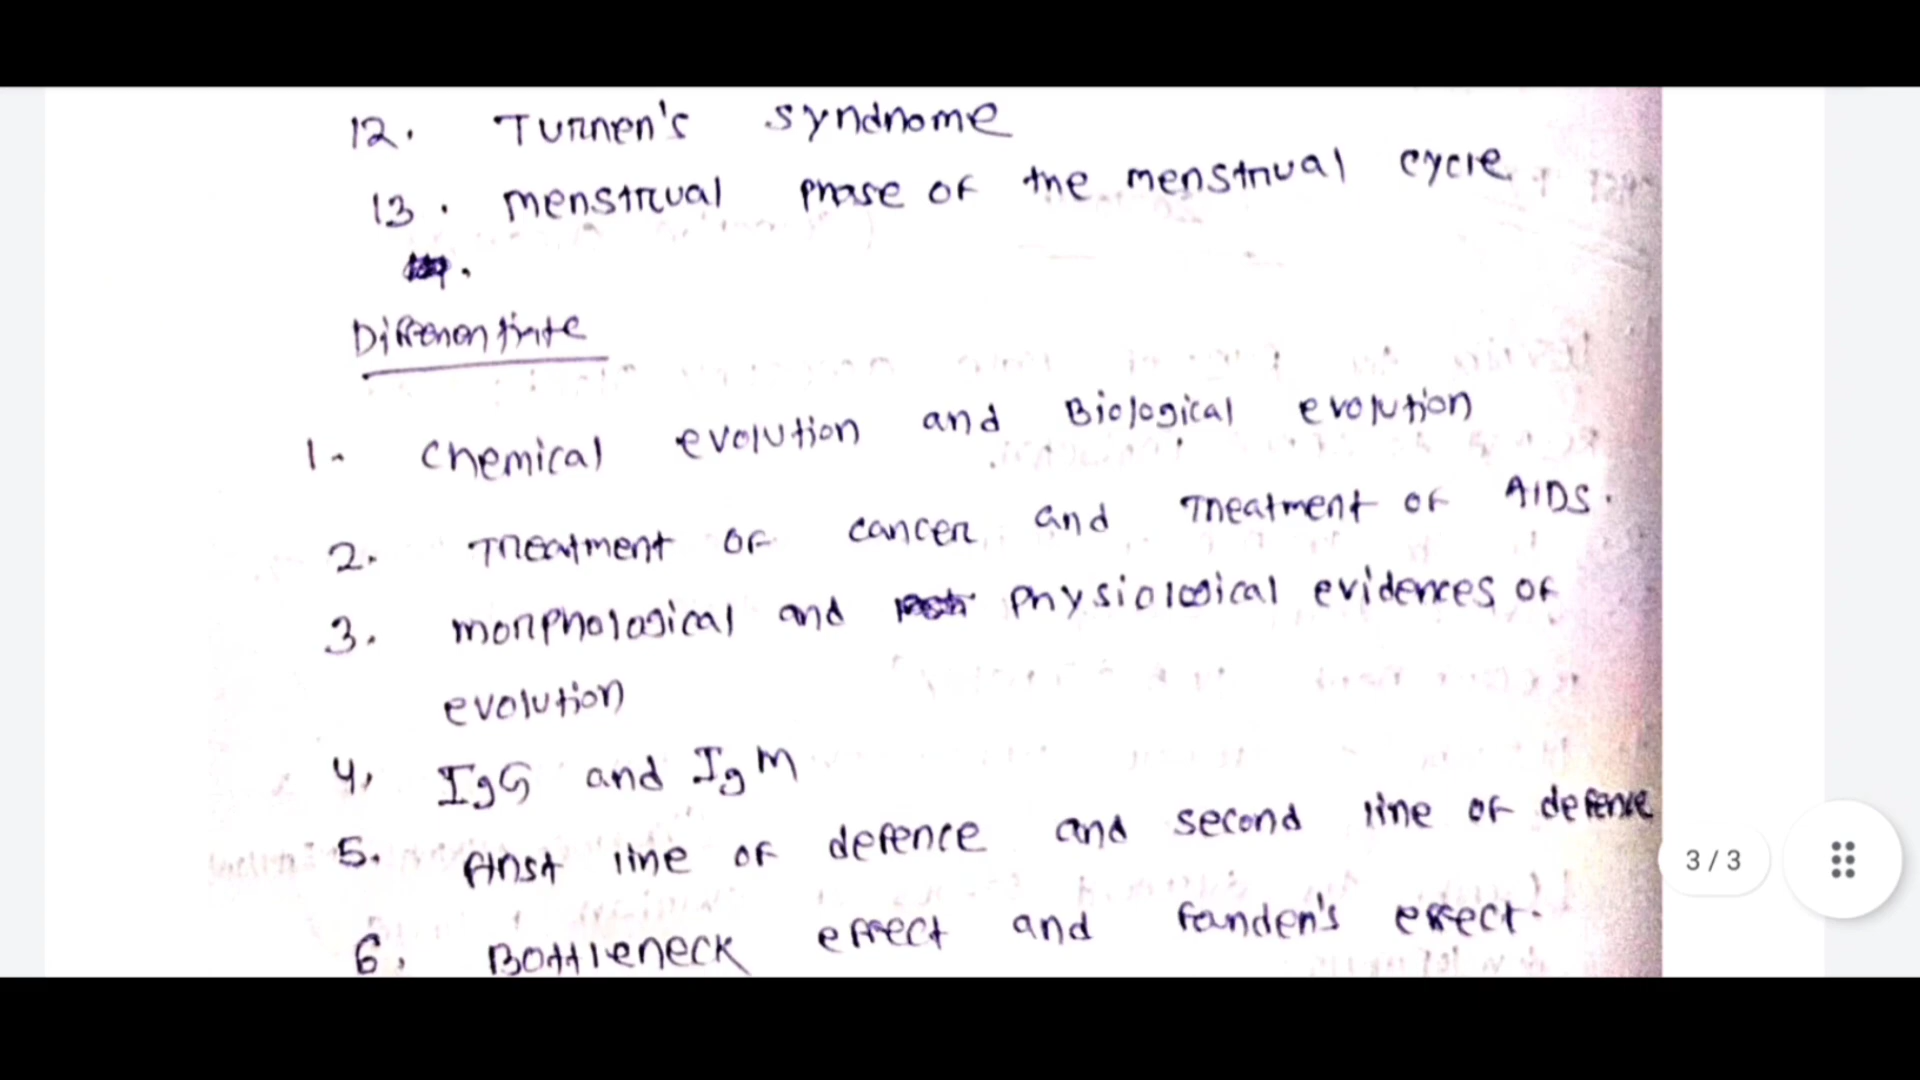 12. Turner's syndrome
13. menstrual phase of the menstrual cycle
Differentiate
1. Chemical evolution and Biological evolution
2. Treatment of cancer and Treatment of AIDS.
3. morphological and physiological evidences of
evolution
4, IgG and IgM
5. first line of defence and second line of defence
3 / 3
6. Bottleneck effect and founder's effect.